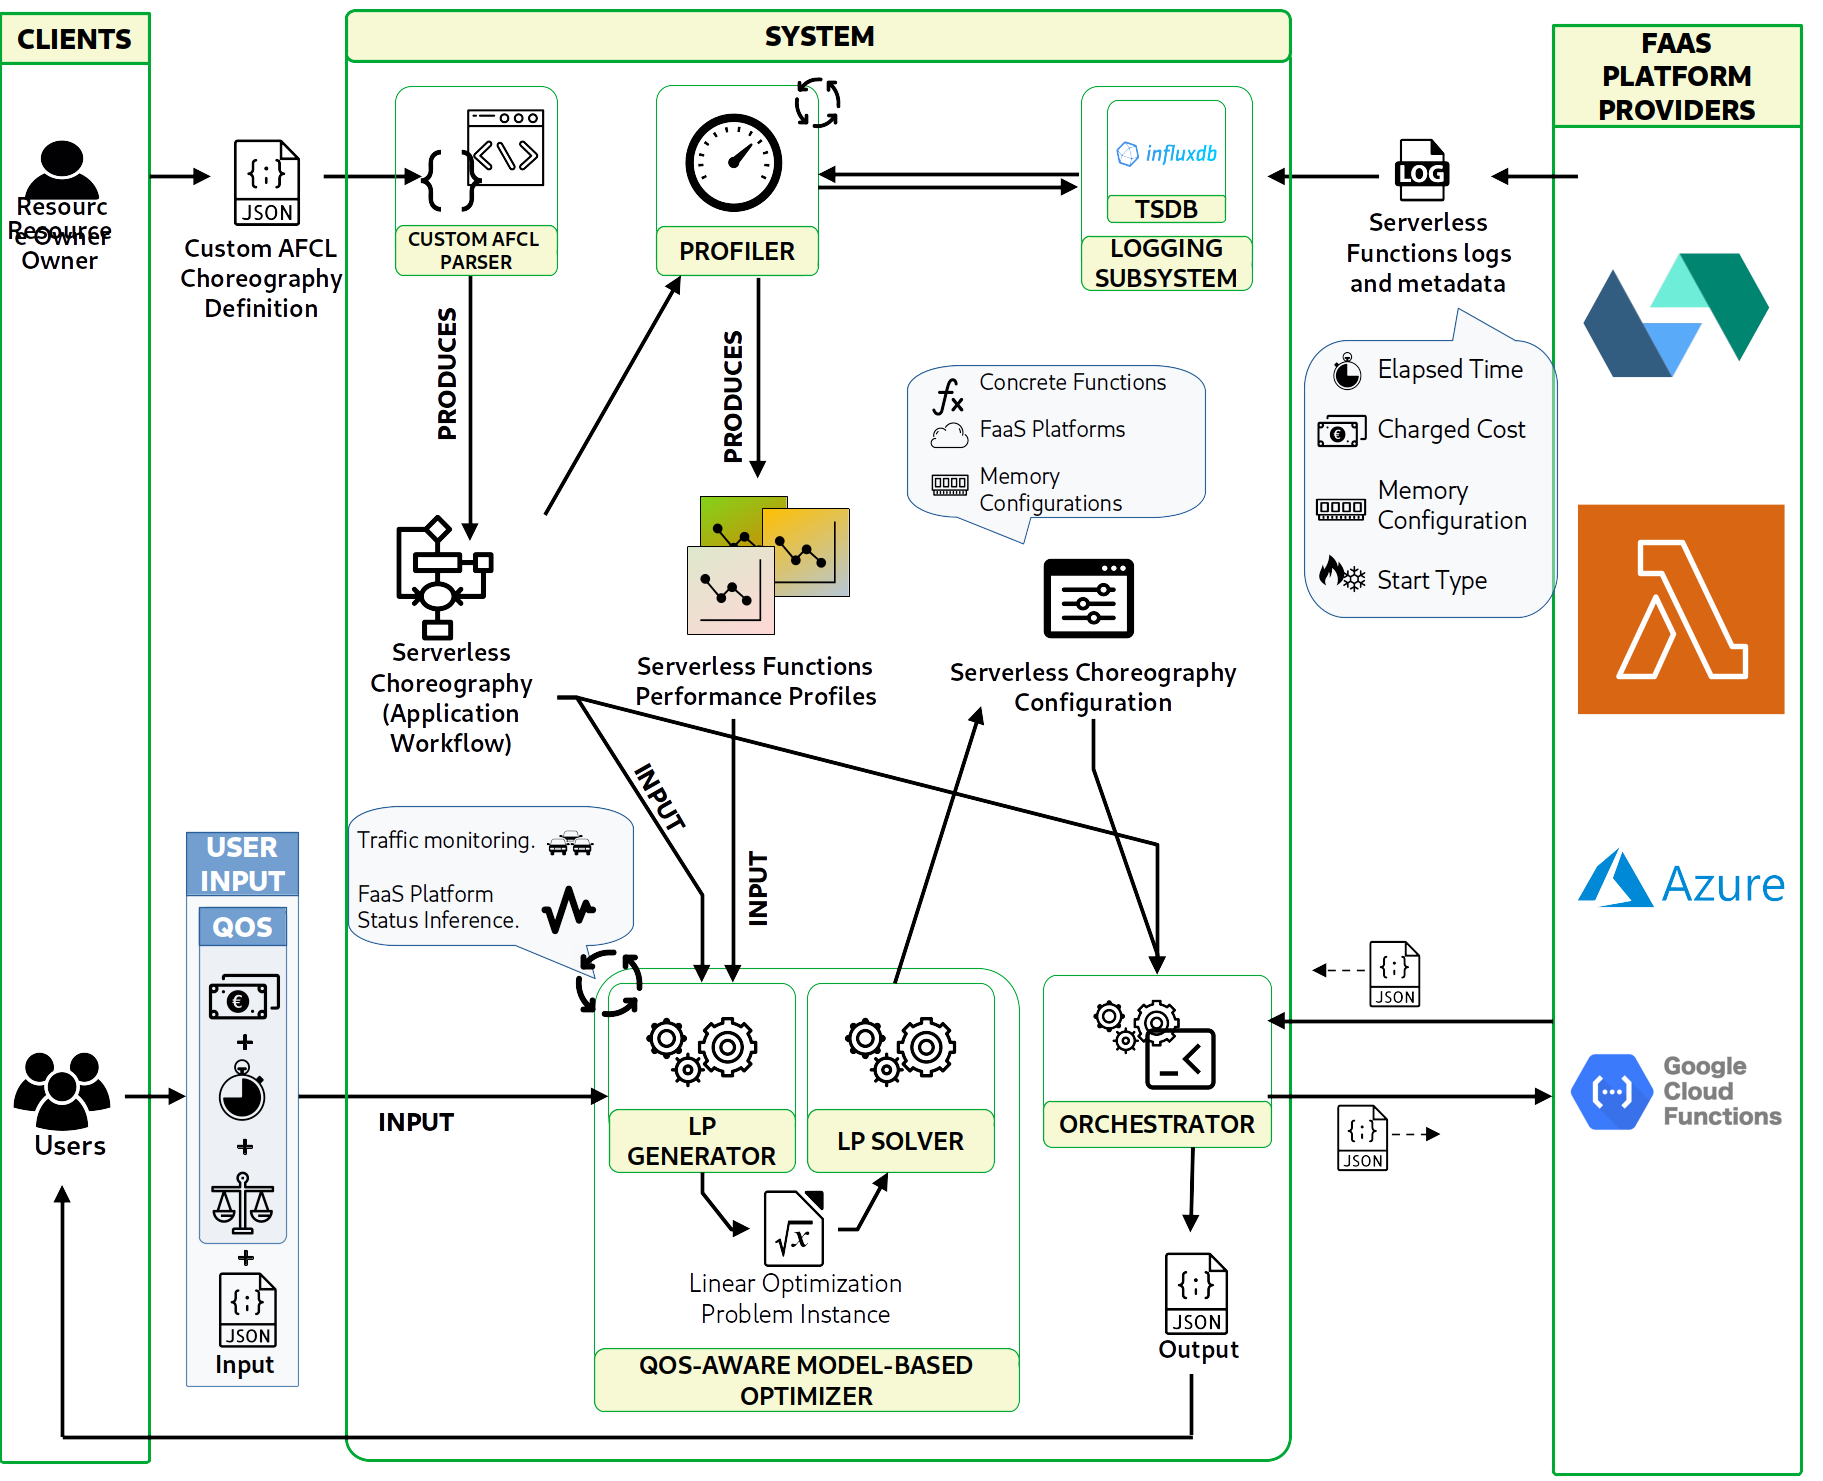 CLIENTS
SYSTEM
FAAS
PLATFORM
PROVIDERS
Resourc
e Owner
Resource
Owner
{;}
JSON
Custom AFCL
Choreography
Definition
CUSTOM AFCL
PARSER
PROFILER
influxdb
TSDB
LOGGING
SUBSYSTEM
LOG
Serverless
Functions logs
and metadata
PRODUCES
PRODUCES
Concrete Functions
FaaS Platforms
Memory
Configurations
Elapsed Time
Charged Cost
Memory
Configuration
Start Type
Serverless
Choreography
(Application
Workflow)
Serverless Functions
Performance Profiles
Serverless Choreography
Configuration
INPUT
INPUT
Traffic monitoring.
FaaS Platform
Status Inference.
USER
INPUT
QOS
+
+
+
{;}
JSON
Input
Users
INPUT
LP
GENERATOR
LP SOLVER
√x
Linear Optimization
Problem Instance
QOS-AWARE MODEL-BASED
OPTIMIZER
ORCHESTRATOR
{;}
JSON
Output
{;}
JSON
{;}
JSON
Azure
Google
Cloud
Functions